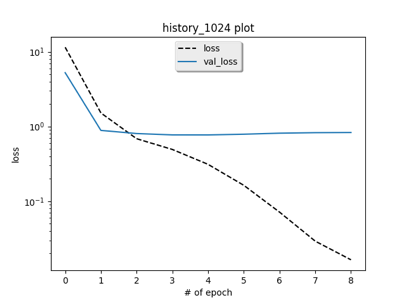 history_1024 plot
loss
val_loss
10^1
10^0
10^-1
loss
0 1 2 3 4 5 6 7 8
# of epoch